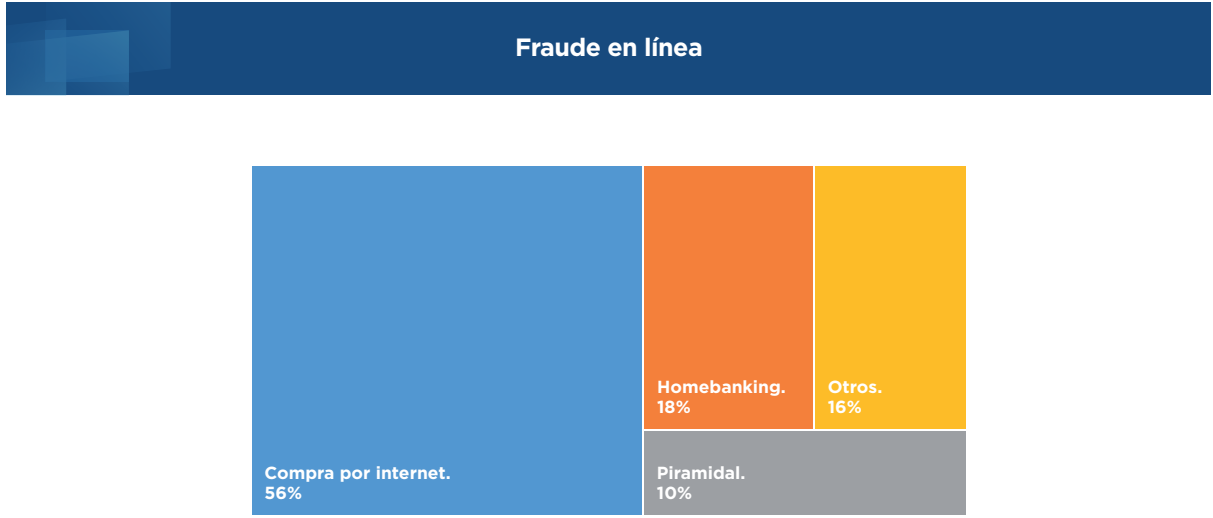 Fraude en línea
Homebanking.
18%
Otros.
16%
Compra por internet.
56%
Piramidal.
10%